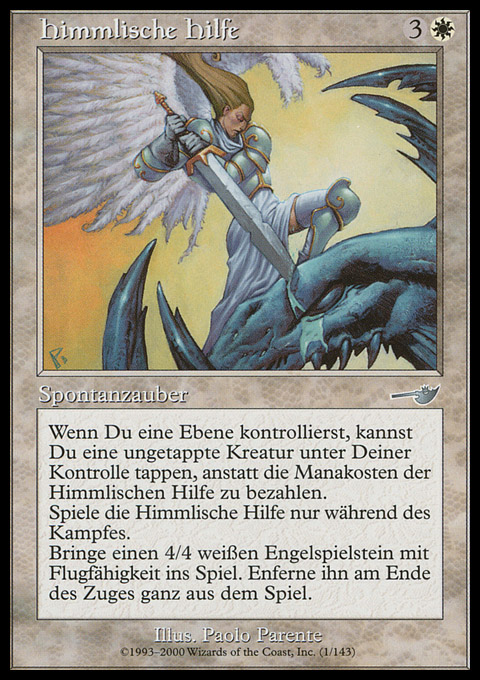 Himmlische Hilfe 3
Spontanzauber
Wenn Du eine Ebene kontrollierst, kannst
Du eine ungetappte Kreatur unter Deiner
Kontrolle tappen, anstatt die Manakosten der
Himmlischen Hilfe zu bezahlen.
Spiele die Himmlische Hilfe nur während des
Kampfes.
Bringe einen 4/4 weißen Engelspielstein mit
Flugfähigkeit ins Spiel. Enferne ihn am Ende
des Zuges ganz aus dem Spiel.
Illus. Paolo Parente
©1993–2000 Wizards of the Coast, Inc. (1/143)